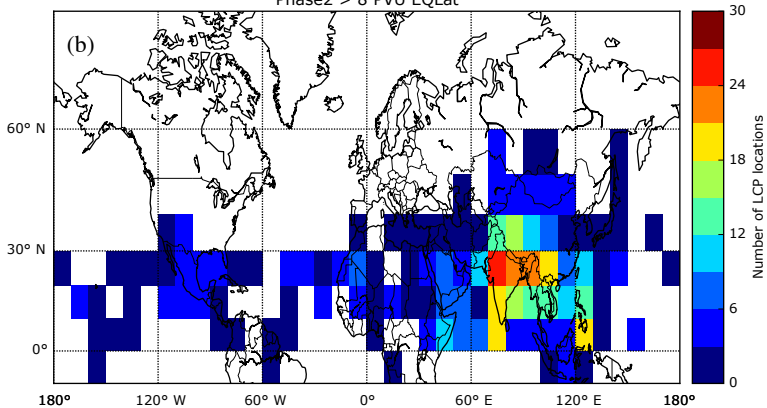 Phase2 > 8 PVU EQLat
(b)
60° N
30° N
0°
180° 120° W 60° W 0° 60° E 120° E 180°
30
24
18
12
6
0
Number of LCP locations